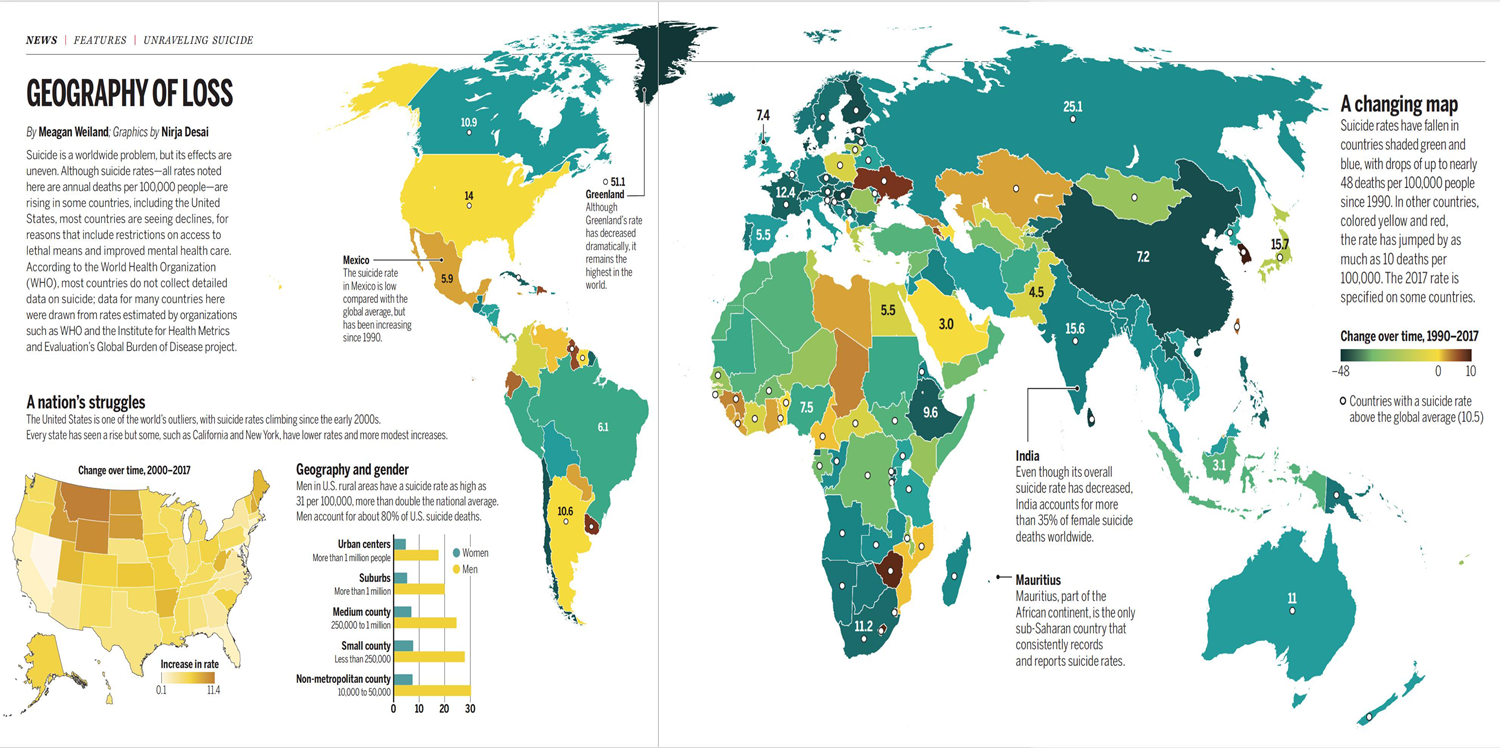 NEWS | FEATURES | UNRAVELING SUICIDE
GEOGRAPHY OF LOSS
By Meagan Weiland; Graphics by Nirja Desai
Suicide is a worldwide problem, but its effects are
uneven. Although suicide rates—all rates noted
here are annual deaths per 100,000 people—are
rising in some countries, including the United
States, most countries are seeing declines, for
reasons that include restrictions on access to
lethal means and improved mental health care.
According to the World Health Organization
(WHO), most countries do not collect detailed
data on suicide; data for many countries here
were drawn from rates estimated by organizations
such as WHO and the Institute for Health Metrics
and Evaluation's Global Burden of Disease project.
A nation's struggles
The United States is one of the world's outliers, with suicide rates climbing since the early 2000s.
Every state has seen a rise but some, such as California and New York, have lower rates and more modest increases.
Change over time, 2000–2017
Increase in rate
0.1 11.4
Geography and gender
Men in U.S. rural areas have a suicide rate as high as
31 per 100,000, more than double the national average.
Men account for about 80% of U.S. suicide deaths.
Urban centers
More than 1 million people
Suburbs
More than 1 million
Medium county
250,000 to 1 million
Small county
Less than 250,000
Non-metropolitan county
10,000 to 50,000
Women
Men
0 10 20 30
10.9
14
Mexico
The suicide rate
in Mexico is low
compared with the
global average, but
has been increasing
since 1990.
5.9
51.1
Greenland
Although
Greenland's rate
has decreased
dramatically, it
remains the
highest in the
world.
6.1
10.6
7.4
12.4
5.5
25.1
7.2
15.7
5.5
3.0
4.5
15.6
7.5
9.6
3.1
11.2
11
India
Even though its overall
suicide rate has decreased,
India accounts for more
than 35% of female suicide
deaths worldwide.
Mauritius
Mauritius, part of the
African continent, is the only
sub-Saharan country that
consistently records
and reports suicide rates.
A changing map
Suicide rates have fallen in
countries shaded green and
blue, with drops of up to nearly
48 deaths per 100,000 people
since 1990. In other countries,
colored yellow and red,
the rate has jumped by as
much as 10 deaths per
100,000. The 2017 rate is
specified on some countries.
Change over time, 1990–2017
–48 0 10
Countries with a suicide rate
above the global average (10.5)